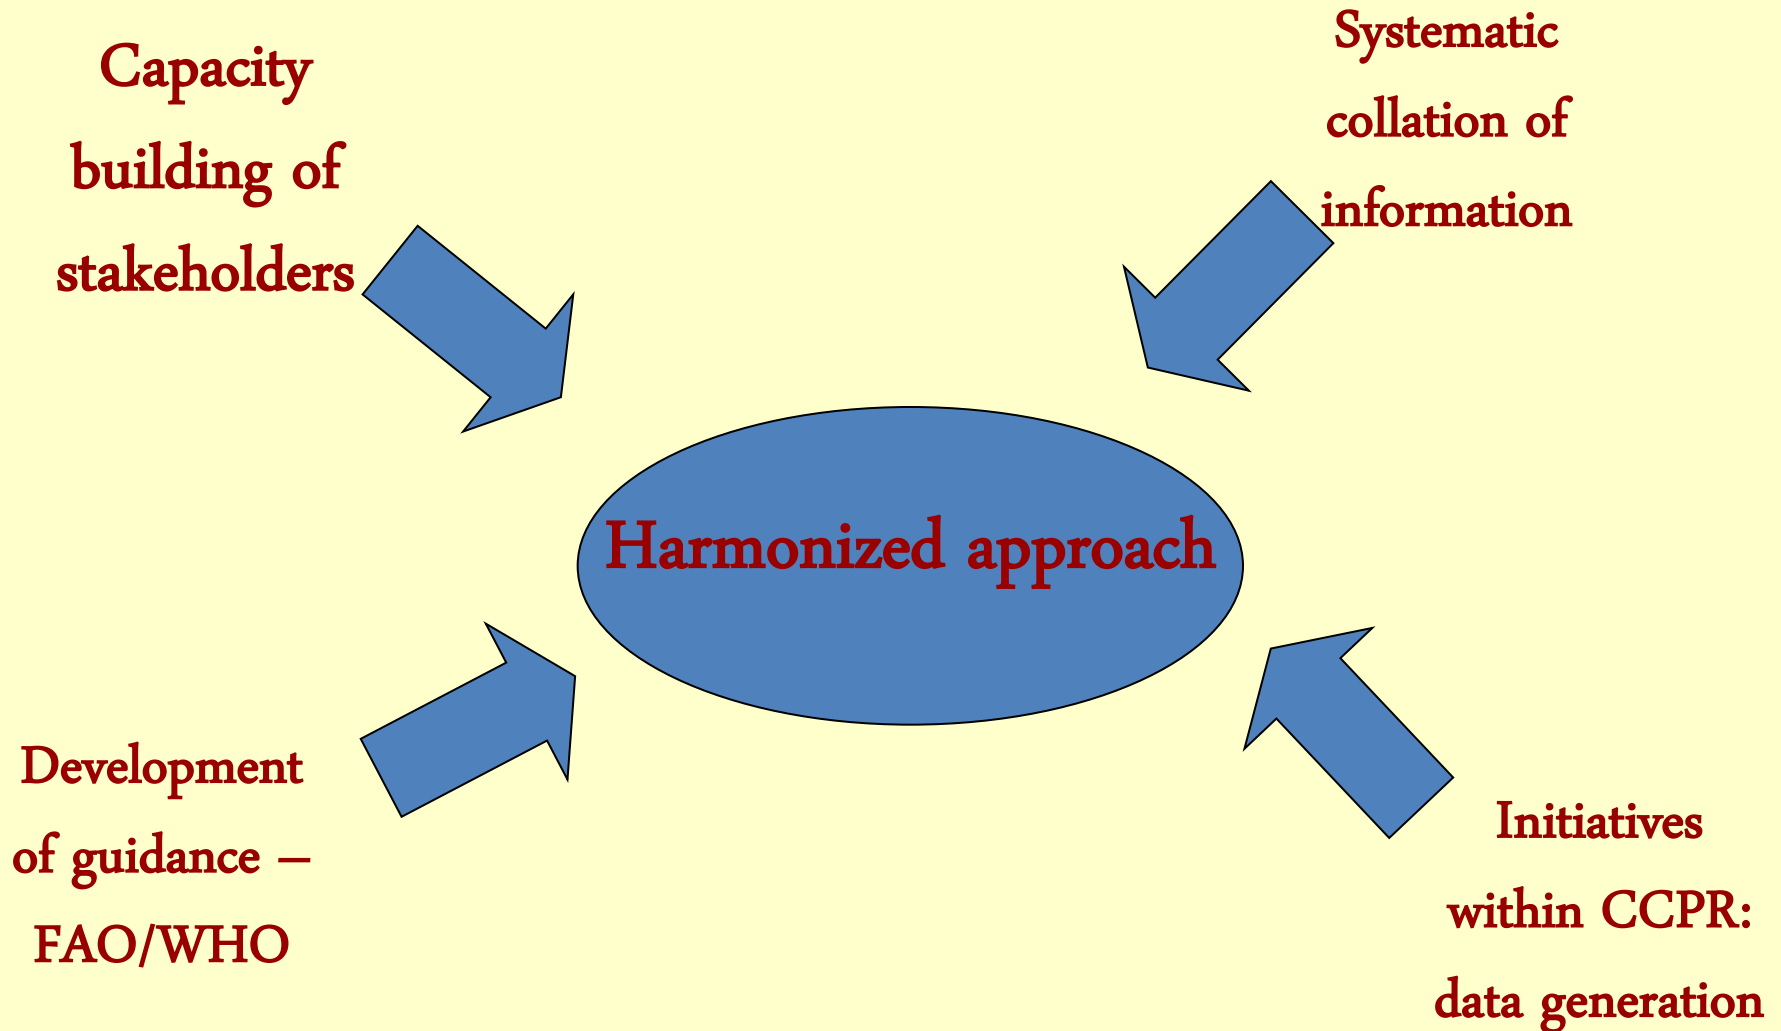 Capacity
building of
stakeholders
Systematic
collation of
information
Harmonized approach
Development
of guidance –
FAO/WHO
Initiatives
within CCPR:
data generation